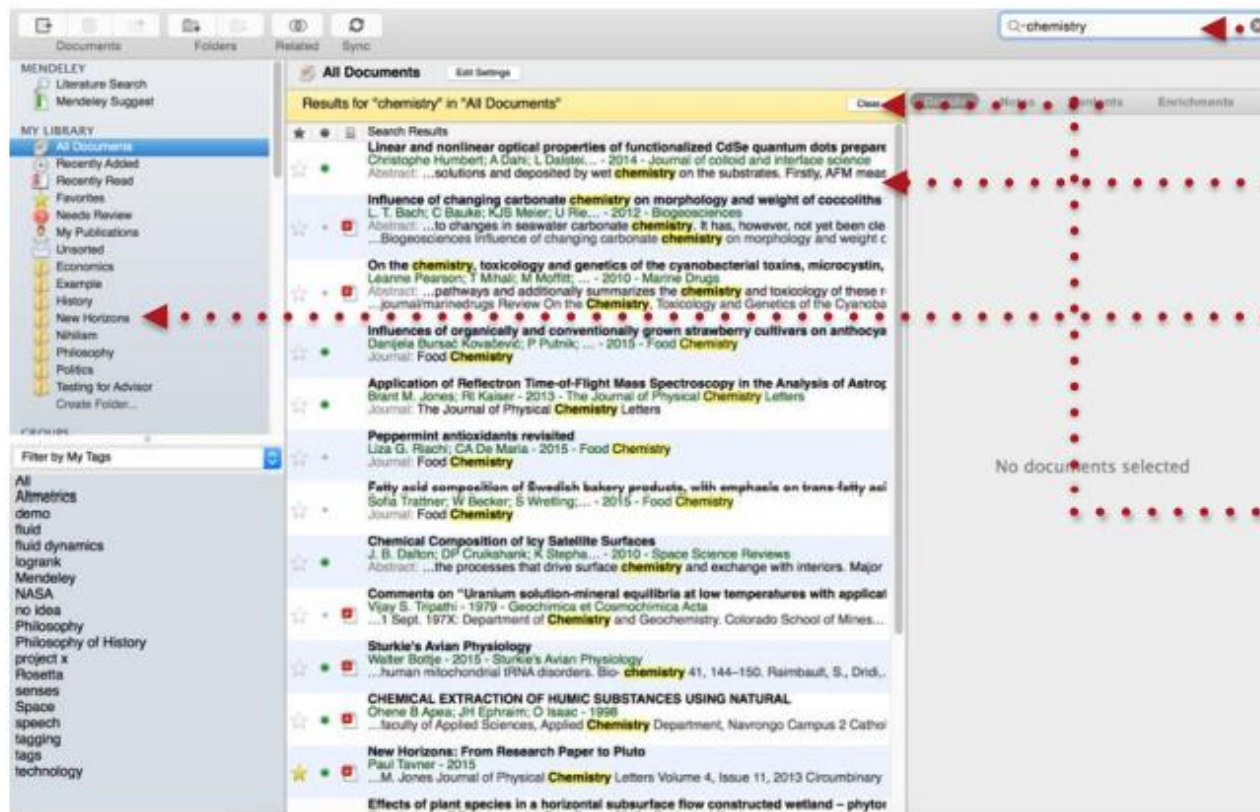 Documents
Folders
Related
Sync
chemistry
MENDELEY
Literature Search
Mendeley Suggest
MY LIBRARY
All Documents
Recently Added
Recently Read
Favorites
Needs Review
My Publications
Unsorted
Economics
Example
History
New Horizons
Nihilism
Philosophy
Politics
Testing for Advisor
Create Folder...
GROUPS
Filter by My Tags
All
Altmetrics
demo
fluid
fluid dynamics
logrank
Mendeley
NASA
no idea
Philosophy
Philosophy of History
project x
Rosetta
senses
Space
speech
tagging
tags
technology
All Documents
Edit Settings
Results for "chemistry" in "All Documents"
Clear
Search Results
Linear and nonlinear optical properties of functionalized CdSe quantum dots prepare
Christophe Humbert; A Dahi; L Dalstei... - 2014 - Journal of colloid and interface science
Abstract: ...solutions and deposited by wet chemistry on the substrates. Firstly, AFM meas
Influence of changing carbonate chemistry on morphology and weight of coccoliths
L. T. Bach; C Bauke; KJS Meier; U Rie... - 2012 - Biogeosciences
Abstract: ...to changes in seawater carbonate chemistry. It has, however, not yet been cle
...Biogeosciences Influence of changing carbonate chemistry on morphology and weight c
On the chemistry, toxicology and genetics of the cyanobacterial toxins, microcystin,
Leanne Pearson; T Mihali; M Moffitt; ... - 2010 - Marine Drugs
Abstract: ...pathways and additionally summarizes the chemistry and toxicology of these r
...journal/marinedrugs Review On the Chemistry, Toxicology and Genetics of the Cyanoba
Influences of organically and conventionally grown strawberry cultivars on anthocya
Danijela Bursać Kovačević; P Putnik; ... - 2015 - Food Chemistry
Journal: Food Chemistry
Application of Reflectron Time-of-Flight Mass Spectroscopy in the Analysis of Astrop
Brant M. Jones; RI Kaiser - 2013 - The Journal of Physical Chemistry Letters
Journal: The Journal of Physical Chemistry Letters
Peppermint antioxidants revisited
Liza G. Riachi; CA De Maria - 2015 - Food Chemistry
Journal: Food Chemistry
Fatty acid composition of Swedish bakery products, with emphasis on trans-fatty aci
Sofia Trattner; W Becker; S Wretling;... - 2015 - Food Chemistry
Journal: Food Chemistry
Chemical Composition of Icy Satellite Surfaces
J. B. Dalton; DP Cruikshank; K Stepha... - 2010 - Space Science Reviews
Abstract: ...the processes that drive surface chemistry and exchange with interiors. Major
Comments on "Uranium solution-mineral equilibria at low temperatures with applicat
Vijay S. Tripathi - 1979 - Geochimica et Cosmochimica Acta
...1 Sept. 197X: Department of Chemistry and Geochemistry. Colorado School of Mines...
Sturkie's Avian Physiology
Walter Bottje - 2015 - Sturkie's Avian Physiology
...human mitochondrial tRNA disorders. Bio- chemistry 41, 144–150. Raimbault, S., Dridi,.
CHEMICAL EXTRACTION OF HUMIC SUBSTANCES USING NATURAL
Ohene B Apea; JH Ephraim; O Isaac - 1998
...faculty of Applied Sciences, Applied Chemistry Department, Navrongo Campus 2 Cathol
New Horizons: From Research Paper to Pluto
Paul Tavner - 2015
...M. Jones Journal of Physical Chemistry Letters Volume 4, Issue 11, 2013 Circumbinary
Effects of plant species in a horizontal subsurface flow constructed wetland – phytor
Details
Notes
Contents
Enrichments
No documents selected